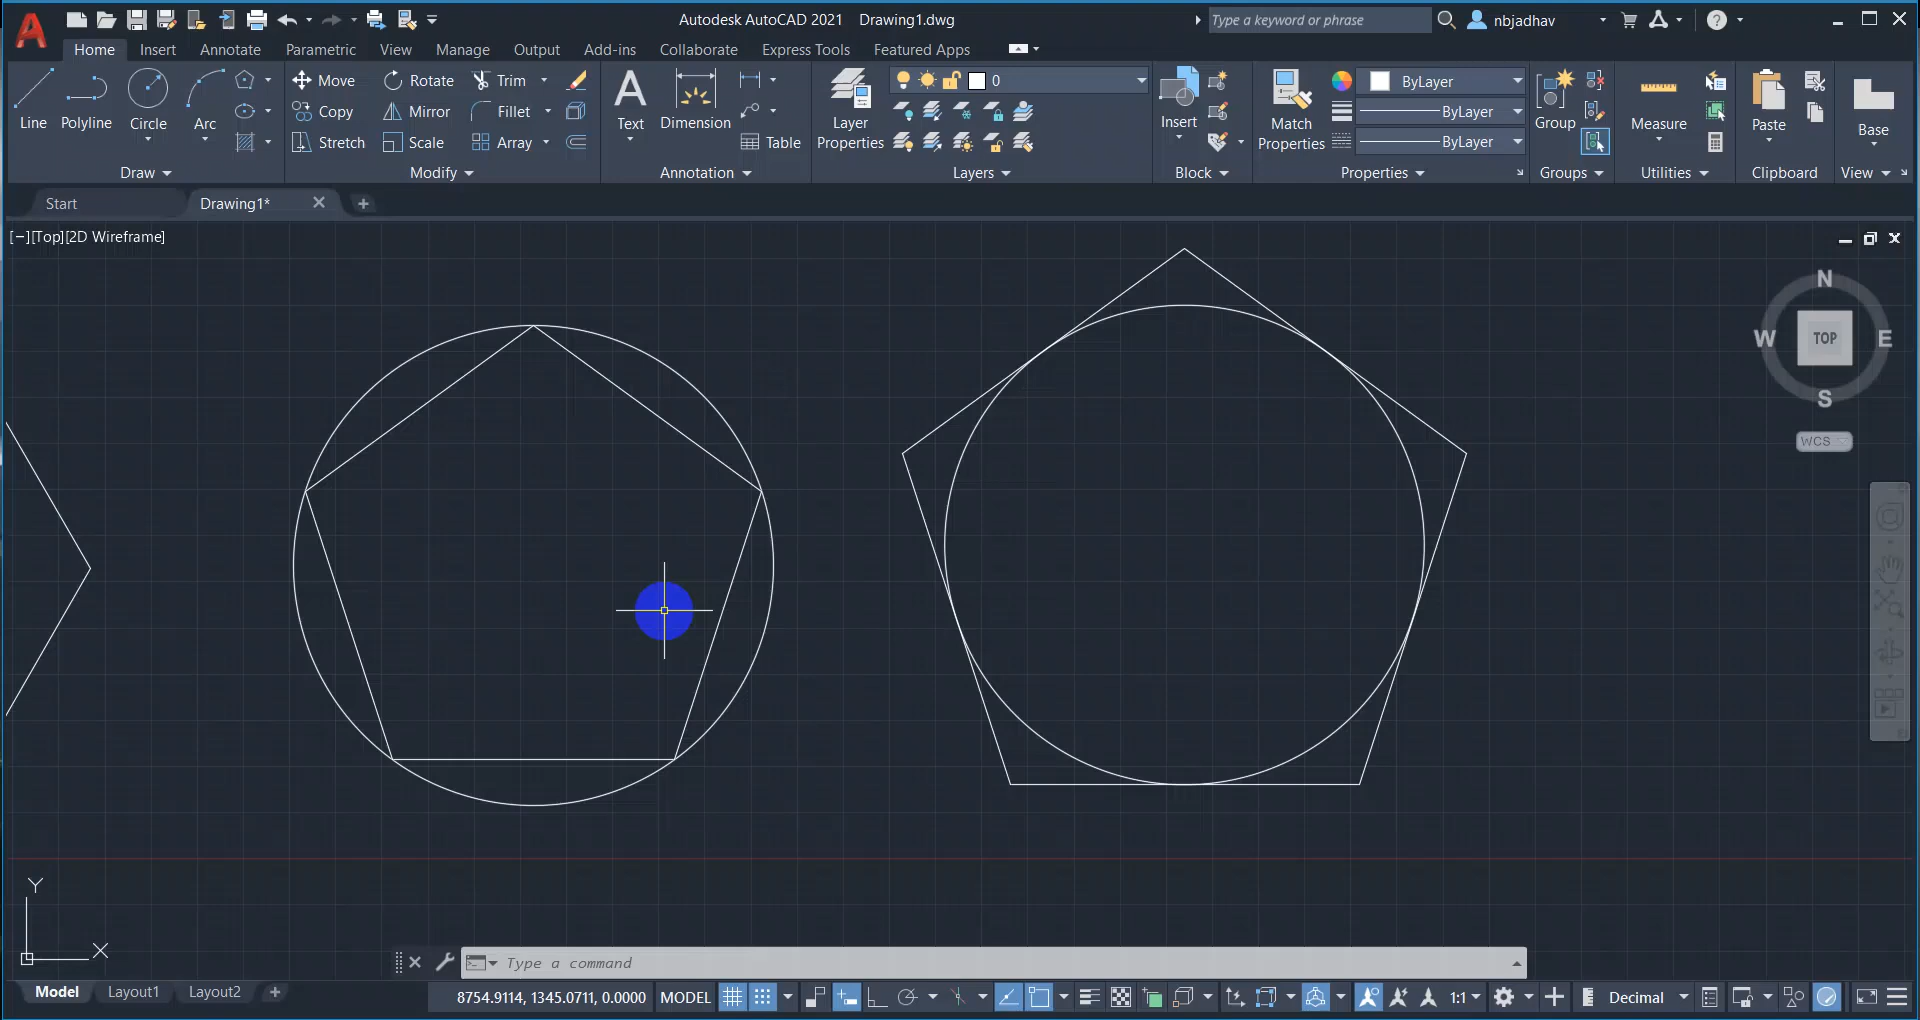 Autodesk AutoCAD 2021 Drawing1.dwg
Type a keyword or phrase
nbjadhav
Home Insert Annotate Parametric View Manage Output Add-ins Collaborate Express Tools Featured Apps
Line Polyline Circle Arc
Draw
Move Rotate Trim
Copy Mirror Fillet
Stretch Scale Array
Modify
Text Dimension Table
Annotation
Layer Properties
0
Layers
Insert
Block
Match Properties
ByLayer
ByLayer
ByLayer
Properties
Group
Groups
Measure
Utilities
Paste
Clipboard
Base
View
Start Drawing1*
[−][Top][2D Wireframe]
N
W TOP E
S
WCS
Y
X
Type a command
Model Layout1 Layout2
8754.9114, 1345.0711, 0.0000 MODEL 1:1 Decimal